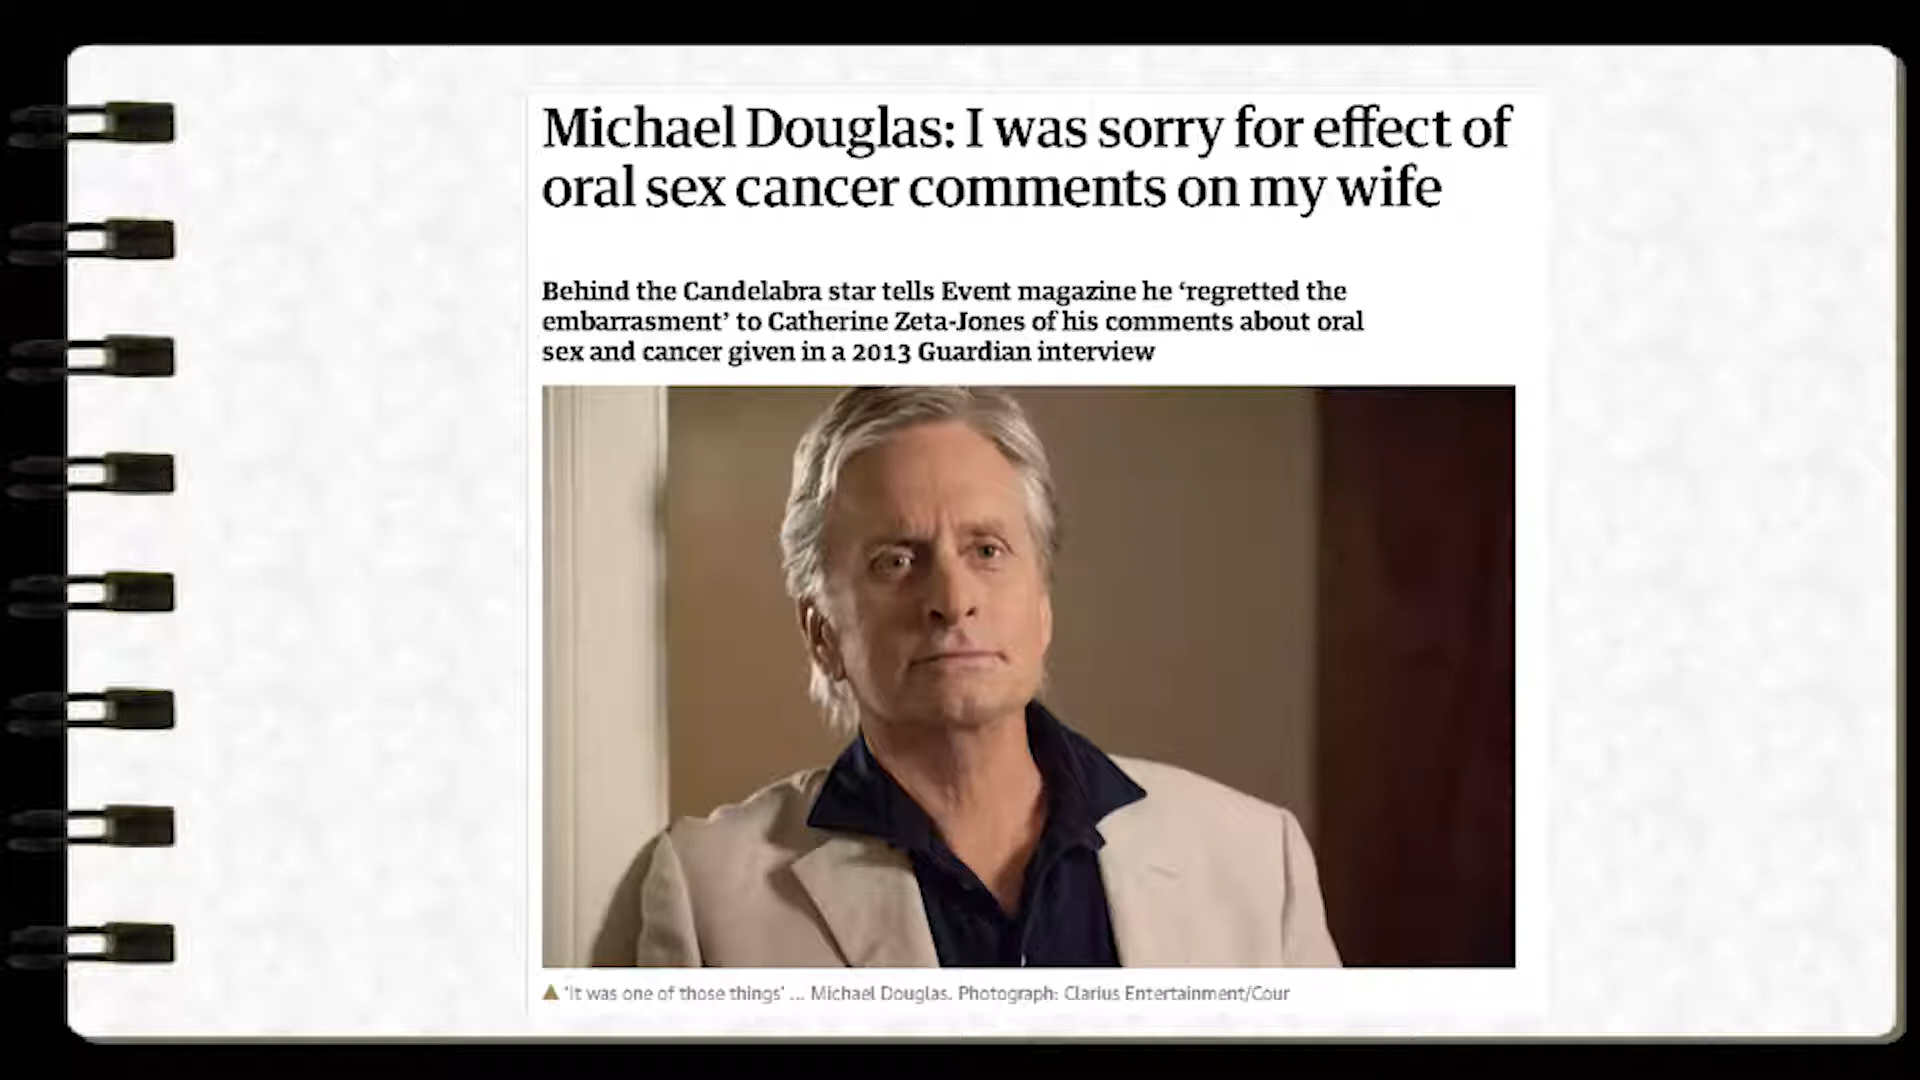 Michael Douglas: I was sorry for effect of
oral sex cancer comments on my wife
Behind the Candelabra star tells Event magazine he ‘regretted the
embarrasment’ to Catherine Zeta-Jones of his comments about oral
sex and cancer given in a 2013 Guardian interview
‘It was one of those things’ ... Michael Douglas. Photograph: Clarius Entertainment/Cour